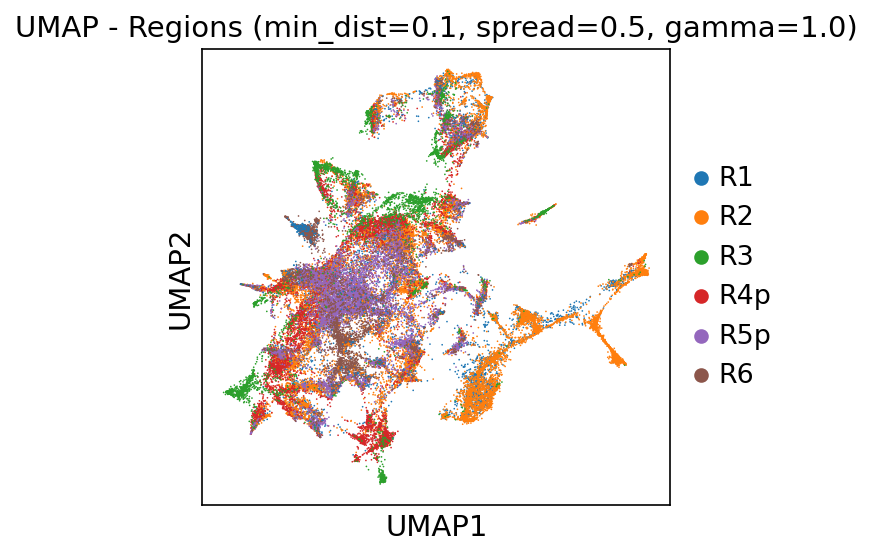 UMAP - Regions (min_dist=0.1, spread=0.5, gamma=1.0)
UMAP2
UMAP1
R1
R2
R3
R4p
R5p
R6